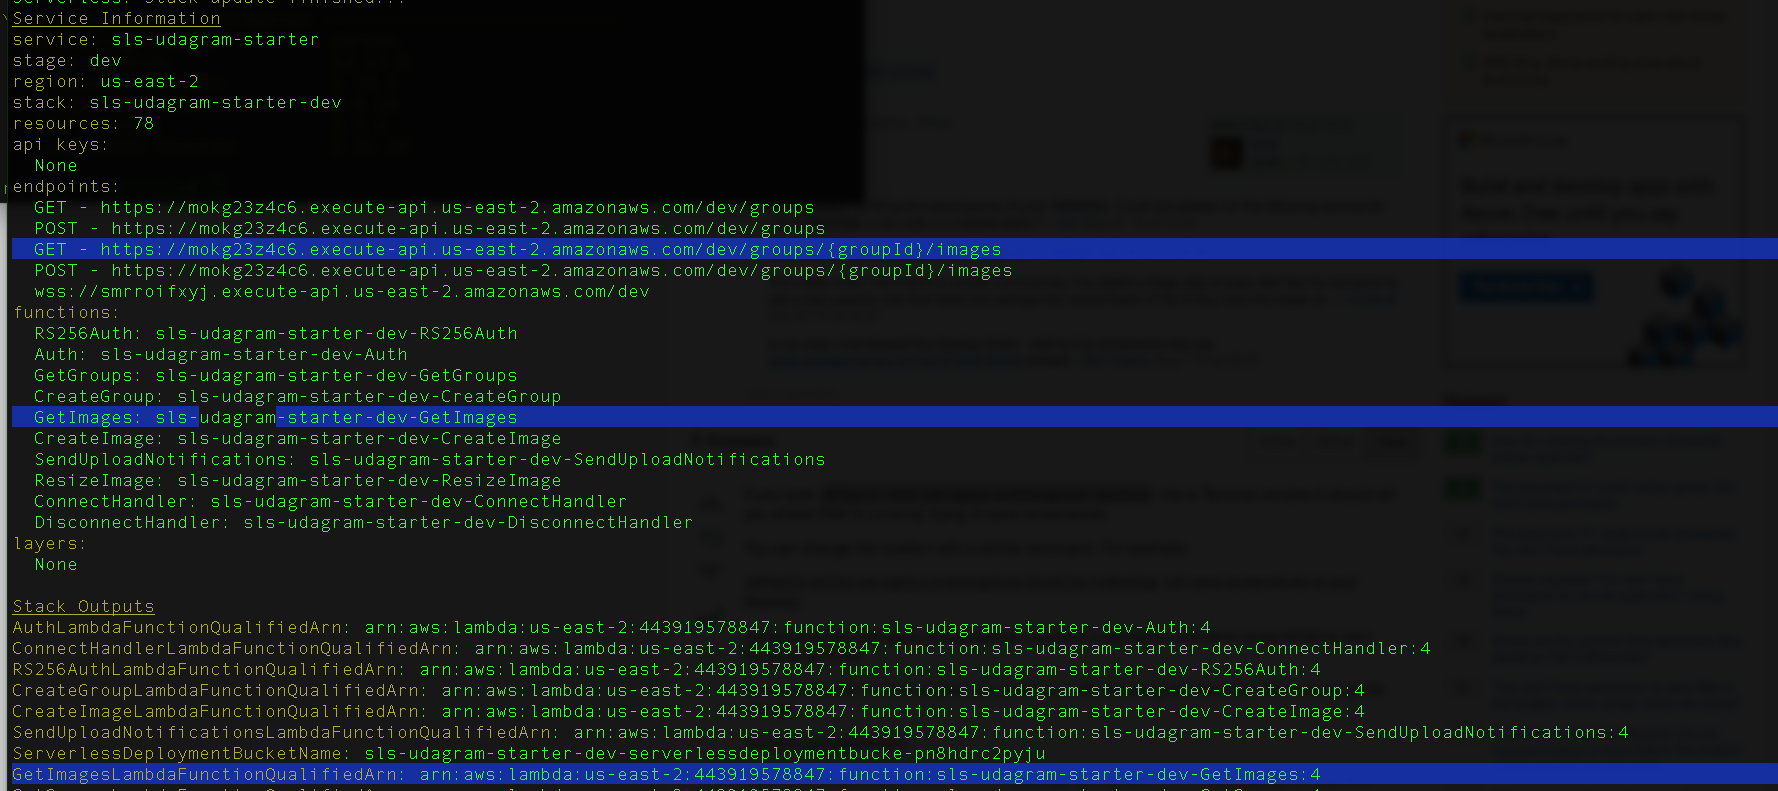 Serverless: Stack update finished...
Service Information
service: sls-udagram-starter
stage: dev
region: us-east-2
stack: sls-udagram-starter-dev
resources: 78
api keys:
  None
endpoints:
  GET - https://mokg23z4c6.execute-api.us-east-2.amazonaws.com/dev/groups
  POST - https://mokg23z4c6.execute-api.us-east-2.amazonaws.com/dev/groups
  GET - https://mokg23z4c6.execute-api.us-east-2.amazonaws.com/dev/groups/{groupId}/images
  POST - https://mokg23z4c6.execute-api.us-east-2.amazonaws.com/dev/groups/{groupId}/images
  wss://smrroifxyj.execute-api.us-east-2.amazonaws.com/dev
functions:
  RS256Auth: sls-udagram-starter-dev-RS256Auth
  Auth: sls-udagram-starter-dev-Auth
  GetGroups: sls-udagram-starter-dev-GetGroups
  CreateGroup: sls-udagram-starter-dev-CreateGroup
  GetImages: sls-udagram-starter-dev-GetImages
  CreateImage: sls-udagram-starter-dev-CreateImage
  SendUploadNotifications: sls-udagram-starter-dev-SendUploadNotifications
  ResizeImage: sls-udagram-starter-dev-ResizeImage
  ConnectHandler: sls-udagram-starter-dev-ConnectHandler
  DisconnectHandler: sls-udagram-starter-dev-DisconnectHandler
layers:
  None
Stack Outputs
AuthLambdaFunctionQualifiedArn: arn:aws:lambda:us-east-2:443919578847:function:sls-udagram-starter-dev-Auth:4
ConnectHandlerLambdaFunctionQualifiedArn: arn:aws:lambda:us-east-2:443919578847:function:sls-udagram-starter-dev-ConnectHandler:4
RS256AuthLambdaFunctionQualifiedArn: arn:aws:lambda:us-east-2:443919578847:function:sls-udagram-starter-dev-RS256Auth:4
CreateGroupLambdaFunctionQualifiedArn: arn:aws:lambda:us-east-2:443919578847:function:sls-udagram-starter-dev-CreateGroup:4
CreateImageLambdaFunctionQualifiedArn: arn:aws:lambda:us-east-2:443919578847:function:sls-udagram-starter-dev-CreateImage:4
SendUploadNotificationsLambdaFunctionQualifiedArn: arn:aws:lambda:us-east-2:443919578847:function:sls-udagram-starter-dev-SendUploadNotifications:4
ServerlessDeploymentBucketName: sls-udagram-starter-dev-serverlessdeploymentbucke-pn8hdrc2pyju
GetImagesLambdaFunctionQualifiedArn: arn:aws:lambda:us-east-2:443919578847:function:sls-udagram-starter-dev-GetImages:4